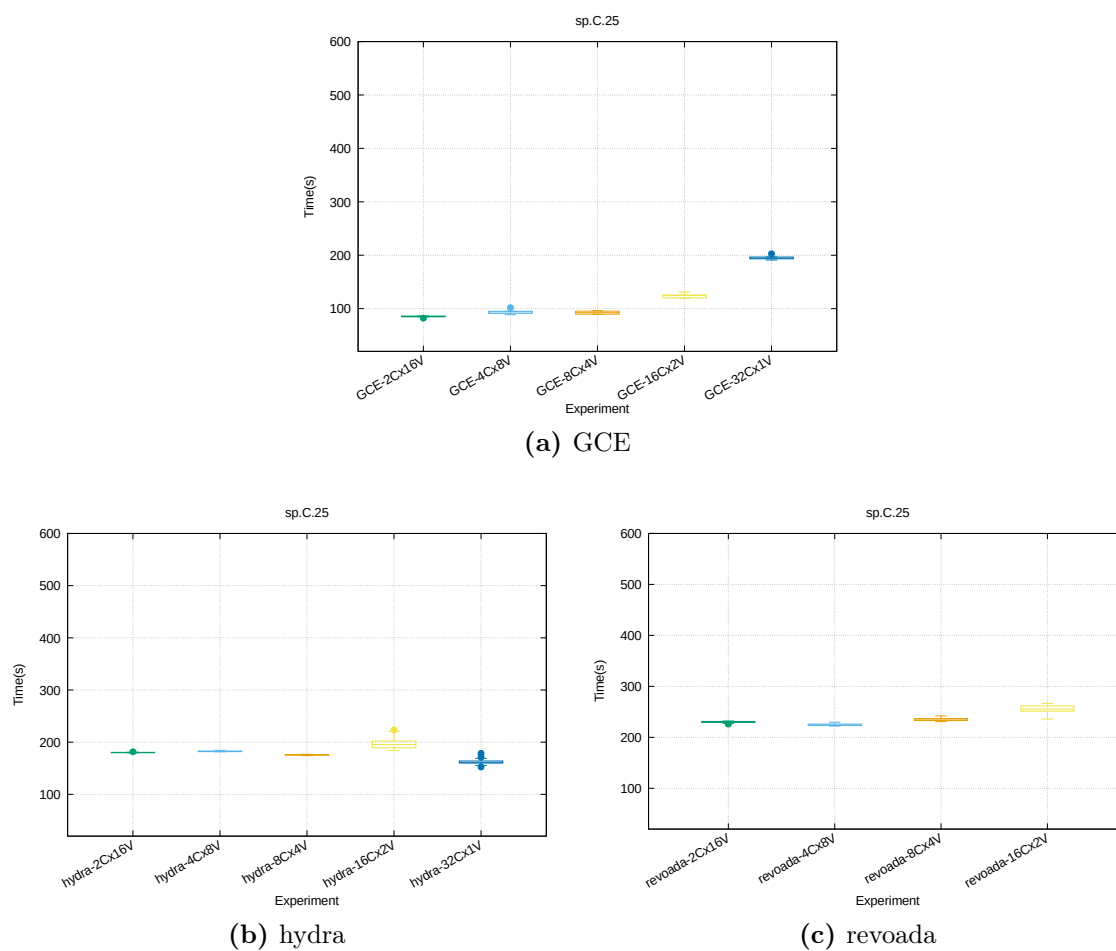 sp.C.25
600
500
400
300
200
100
Time(s)
GCE-2Cx16V
GCE-4Cx8V
GCE-8Cx4V
GCE-16Cx2V
GCE-32Cx1V
Experiment
(a) GCE
sp.C.25
600
500
400
300
200
100
Time(s)
hydra-2Cx16V
hydra-4Cx8V
hydra-8Cx4V
hydra-16Cx2V
hydra-32Cx1V
Experiment
(b) hydra
sp.C.25
600
500
400
300
200
100
Time(s)
revoada-2Cx16V
revoada-4Cx8V
revoada-8Cx4V
revoada-16Cx2V
Experiment
(c) revoada